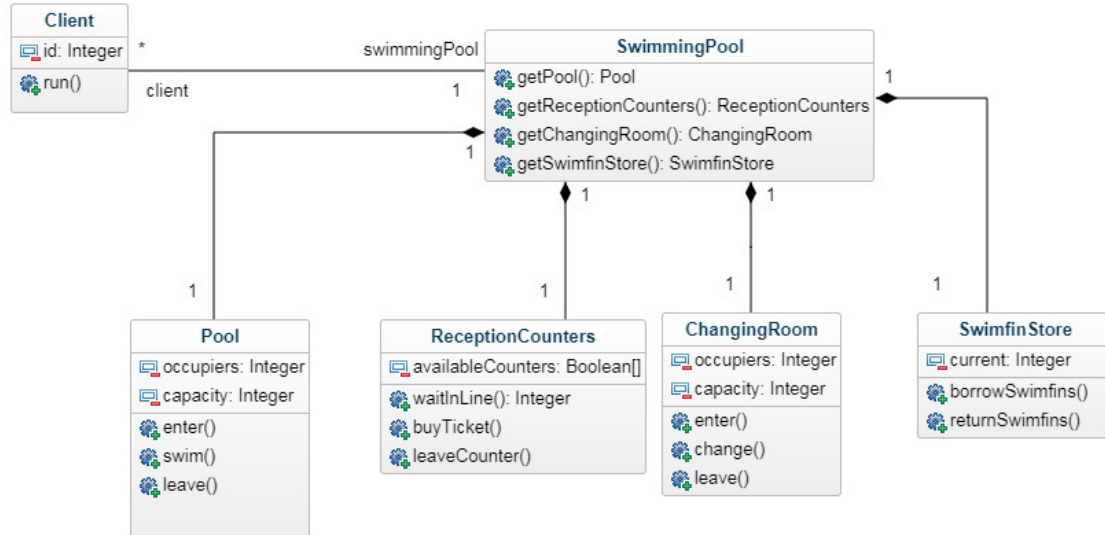 Client
id: Integer
run()
*
client
swimmingPool
1
SwimmingPool
getPool(): Pool
getReceptionCounters(): ReceptionCounters
getChangingRoom(): ChangingRoom
getSwimfinStore(): SwimfinStore
1
1
1
1
1
1
1
1
Pool
occupiers: Integer
capacity: Integer
enter()
swim()
leave()
ReceptionCounters
availableCounters: Boolean[]
waitInLine(): Integer
buyTicket()
leaveCounter()
ChangingRoom
occupiers: Integer
capacity: Integer
enter()
change()
leave()
SwimfinStore
current: Integer
borrowSwimfins()
returnSwimfins()